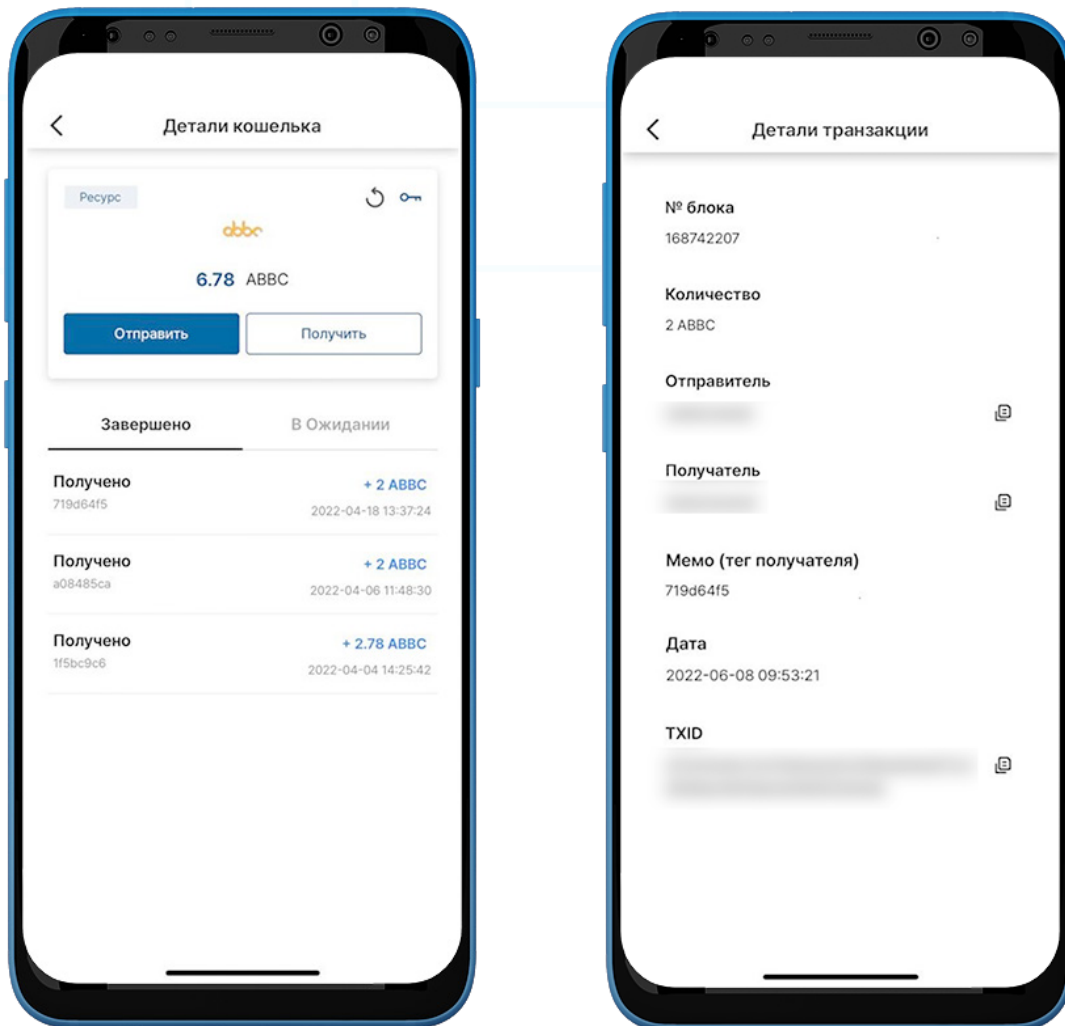 Детали кошелька
Ресурс
abbc
6.78 ABBC
Отправить Получить
Завершено В Ожидании
Получено + 2 ABBC
719d64f5 2022-04-18 13:37:24
Получено + 2 ABBC
a08485ca 2022-04-06 11:48:30
Получено + 2.78 ABBC
1f5bc9c6 2022-04-04 14:25:42
Детали транзакции
№ блока
168742207
Количество
2 ABBC
Отправитель
Получатель
Мемо (тег получателя)
719d64f5
Дата
2022-06-08 09:53:21
TXID